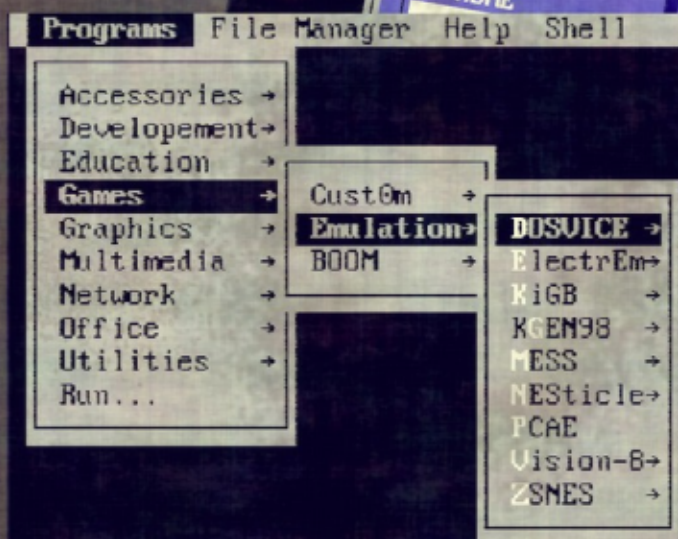 Programs File Manager Help Shell
Accessories →
Developement→
Education →
Games →
Graphics →
Multimedia →
Network →
Office →
Utilities →
Run...
Cust0m →
Emulation→
BOOM →
DOSVICE →
ElectrEm→
KiGB →
KGEN98 →
MESS →
NESticle→
PCAE
Vision-8→
ZSNES →